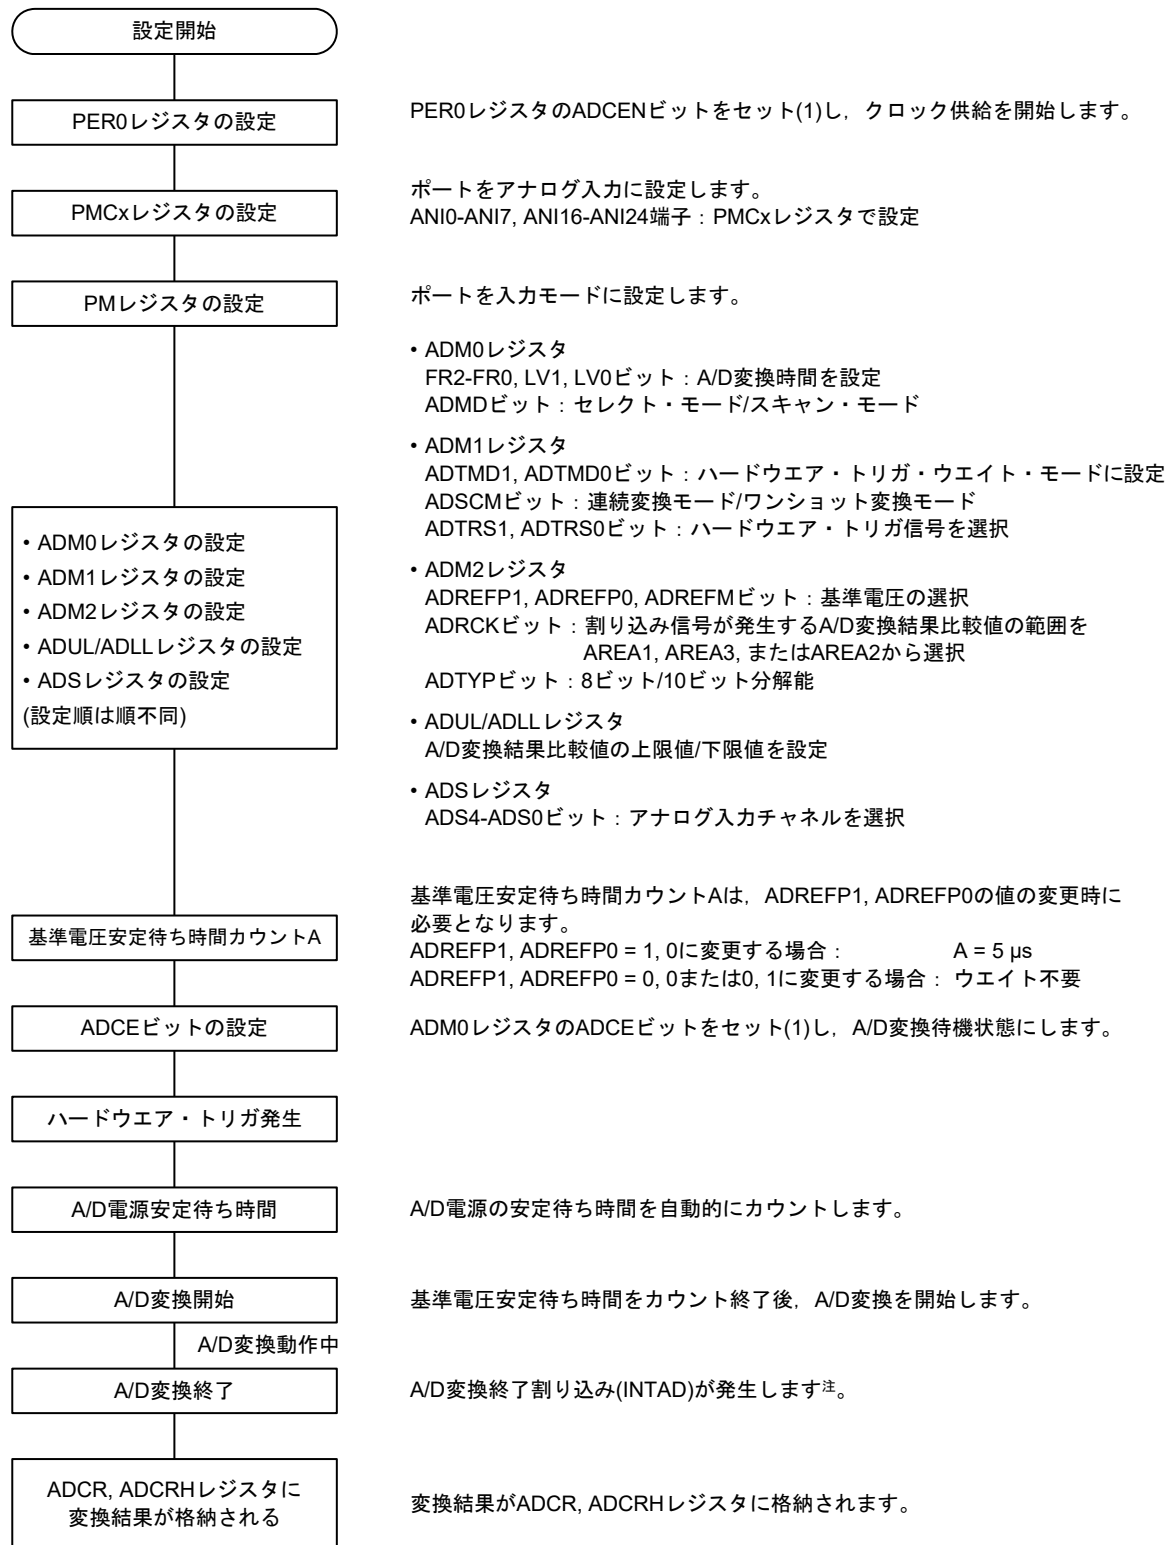 設定開始
PER0レジスタの設定
PER0レジスタのADCENビットをセット(1)し，クロック供給を開始します。
PMCxレジスタの設定
ポートをアナログ入力に設定します。
ANI0-ANI7, ANI16-ANI24端子：PMCxレジスタで設定
PMレジスタの設定
ポートを入力モードに設定します。
• ADM0レジスタの設定
• ADM1レジスタの設定
• ADM2レジスタの設定
• ADUL/ADLLレジスタの設定
• ADSレジスタの設定
(設定順は順不同)
• ADM0レジスタ
FR2-FR0, LV1, LV0ビット：A/D変換時間を設定
ADMDビット：セレクト・モード/スキャン・モード
• ADM1レジスタ
ADTMD1, ADTMD0ビット：ハードウエア・トリガ・ウエイト・モードに設定
ADSCMビット：連続変換モード/ワンショット変換モード
ADTRS1, ADTRS0ビット：ハードウエア・トリガ信号を選択
• ADM2レジスタ
ADREFP1, ADREFP0, ADREFMビット：基準電圧の選択
ADRCKビット：割り込み信号が発生するA/D変換結果比較値の範囲を
AREA1, AREA3, またはAREA2から選択
ADTYPビット：8ビット/10ビット分解能
• ADUL/ADLLレジスタ
A/D変換結果比較値の上限値/下限値を設定
• ADSレジスタ
ADS4-ADS0ビット：アナログ入力チャネルを選択
基準電圧安定待ち時間カウントA
基準電圧安定待ち時間カウントAは，ADREFP1, ADREFP0の値の変更時に
必要となります。
ADREFP1, ADREFP0 = 1, 0に変更する場合： A = 5 µs
ADREFP1, ADREFP0 = 0, 0または0, 1に変更する場合： ウエイト不要
ADCEビットの設定
ADM0レジスタのADCEビットをセット(1)し，A/D変換待機状態にします。
ハードウエア・トリガ発生
A/D電源安定待ち時間
A/D電源の安定待ち時間を自動的にカウントします。
A/D変換開始
基準電圧安定待ち時間をカウント終了後，A/D変換を開始します。
A/D変換動作中
A/D変換終了
A/D変換終了割り込み(INTAD)が発生します注。
ADCR, ADCRHレジスタに
変換結果が格納される
変換結果がADCR, ADCRHレジスタに格納されます。